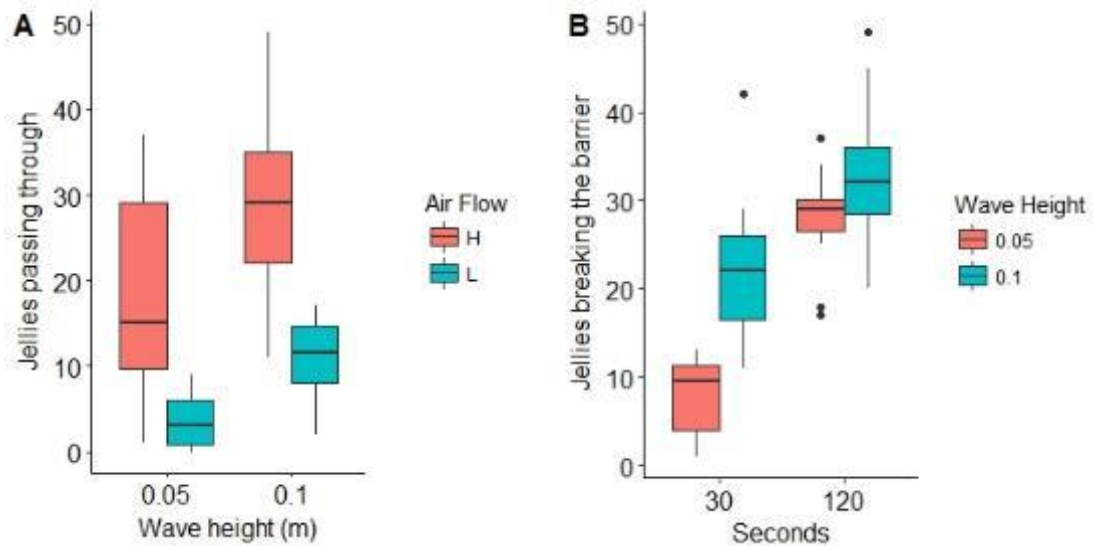 A
50
40
30
20
10
0
Jellies passing through
0.05 0.1
Wave height (m)
Air Flow
H
L
B
50
40
30
20
10
0
Jellies breaking the barrier
30 120
Seconds
Wave Height
0.05
0.1